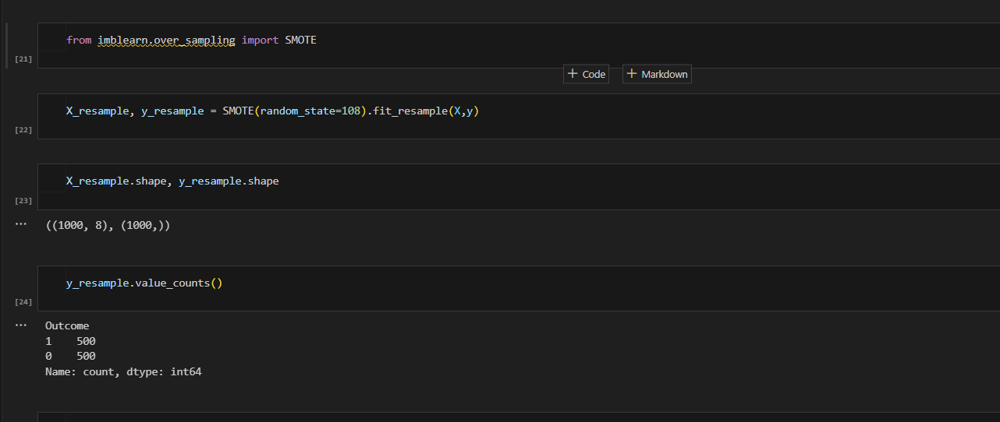 from imblearn.over_sampling import SMOTE
[21]
+ Code + Markdown
X_resample, y_resample = SMOTE(random_state=108).fit_resample(X,y)
[22]
X_resample.shape, y_resample.shape
[23]
... ((1000, 8), (1000,))
y_resample.value_counts()
[24]
... Outcome
1    500
0    500
Name: count, dtype: int64